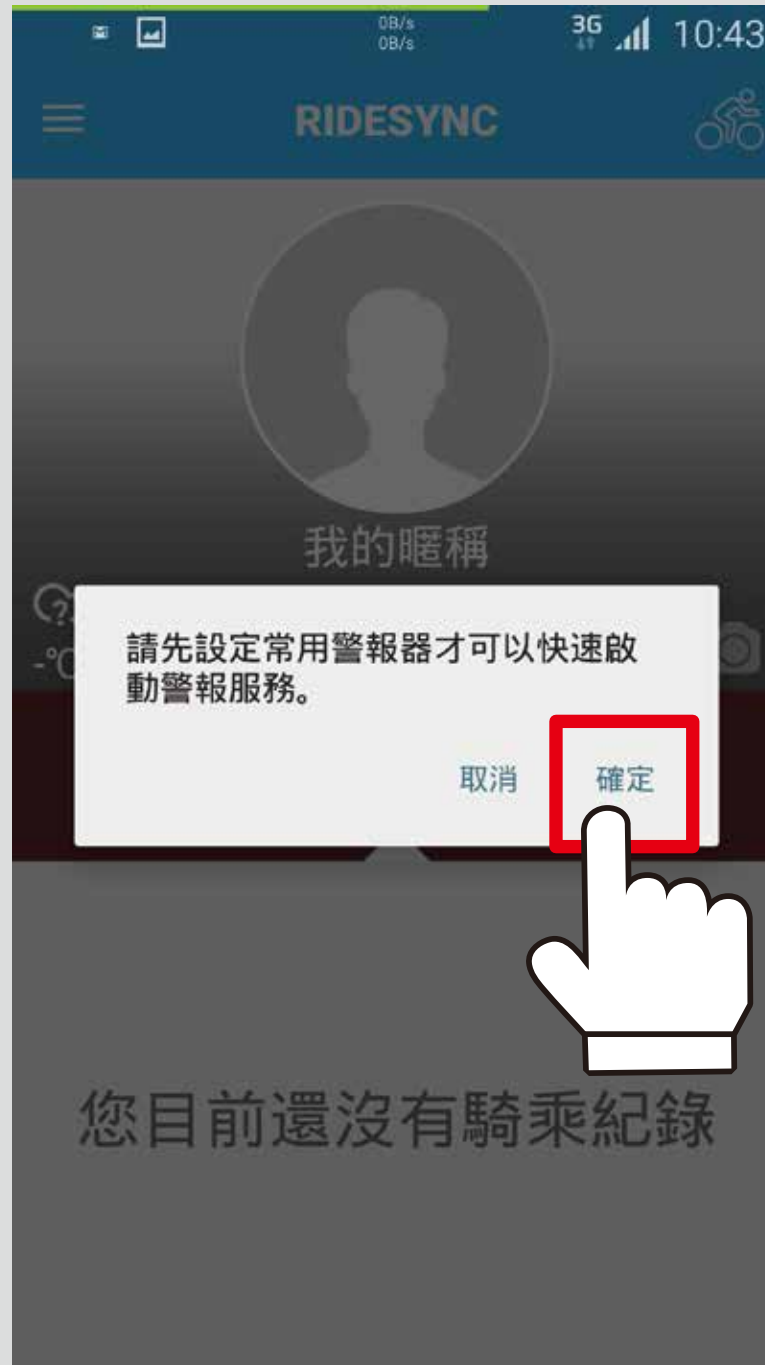 0B/s
0B/s
3G
10:43
RIDESYNC
我的暱稱
?
-°C
請先設定常用警報器才可以快速啟
動警報服務。
取消
確定
您目前還沒有騎乘紀錄